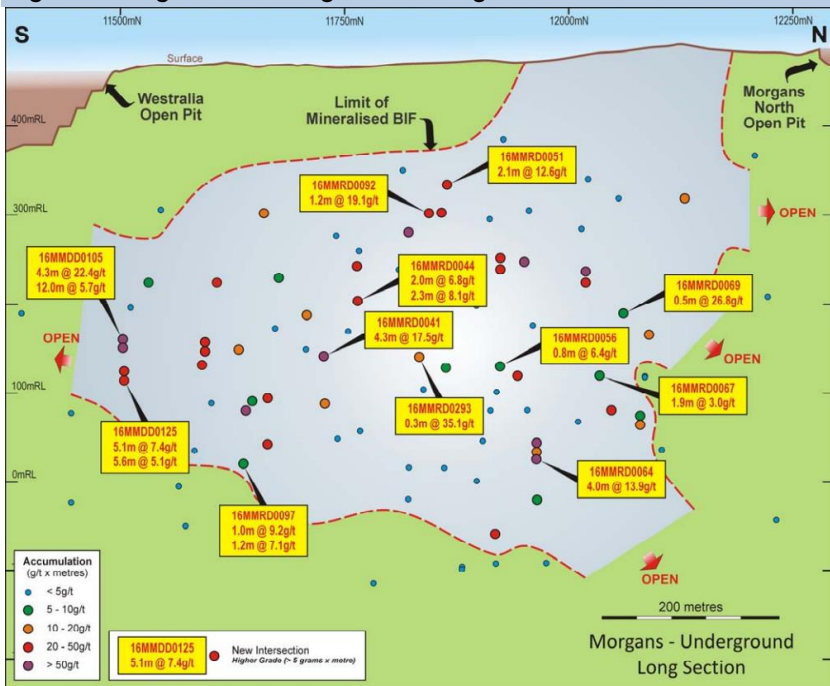 11500mN
11750mN
12000mN
12250mN
S
N
Surface
Westralia
Open Pit
Limit of
Mineralised BIF
Morgans
North
Open Pit
400mRL
300mRL
100mRL
0mRL
16MMRD0051
2.1m @ 12.6g/t
16MMRD0092
1.2m @ 19.1g/t
OPEN
16MMDD0105
4.3m @ 22.4g/t
12.0m @ 5.7g/t
16MMRD0044
2.0m @ 6.8g/t
2.3m @ 8.1g/t
16MMRD0069
0.5m @ 26.8g/t
16MMRD0041
4.3m @ 17.5g/t
16MMRD0056
0.8m @ 6.4g/t
OPEN
OPEN
16MMRD0067
1.9m @ 3.0g/t
16MMRD0293
0.3m @ 35.1g/t
16MMDD0125
5.1m @ 7.4g/t
5.6m @ 5.1g/t
16MMRD0064
4.0m @ 13.9g/t
16MMRD0097
1.0m @ 9.2g/t
1.2m @ 7.1g/t
OPEN
Accumulation
(g/t x metres)
< 5g/t
5 - 10g/t
10 - 20g/t
20 - 50g/t
> 50g/t
16MMDD0125
5.1m @ 7.4g/t
New Intersection
Higher Grade (> 5 grams x metre)
200 metres
Morgans - Underground
Long Section